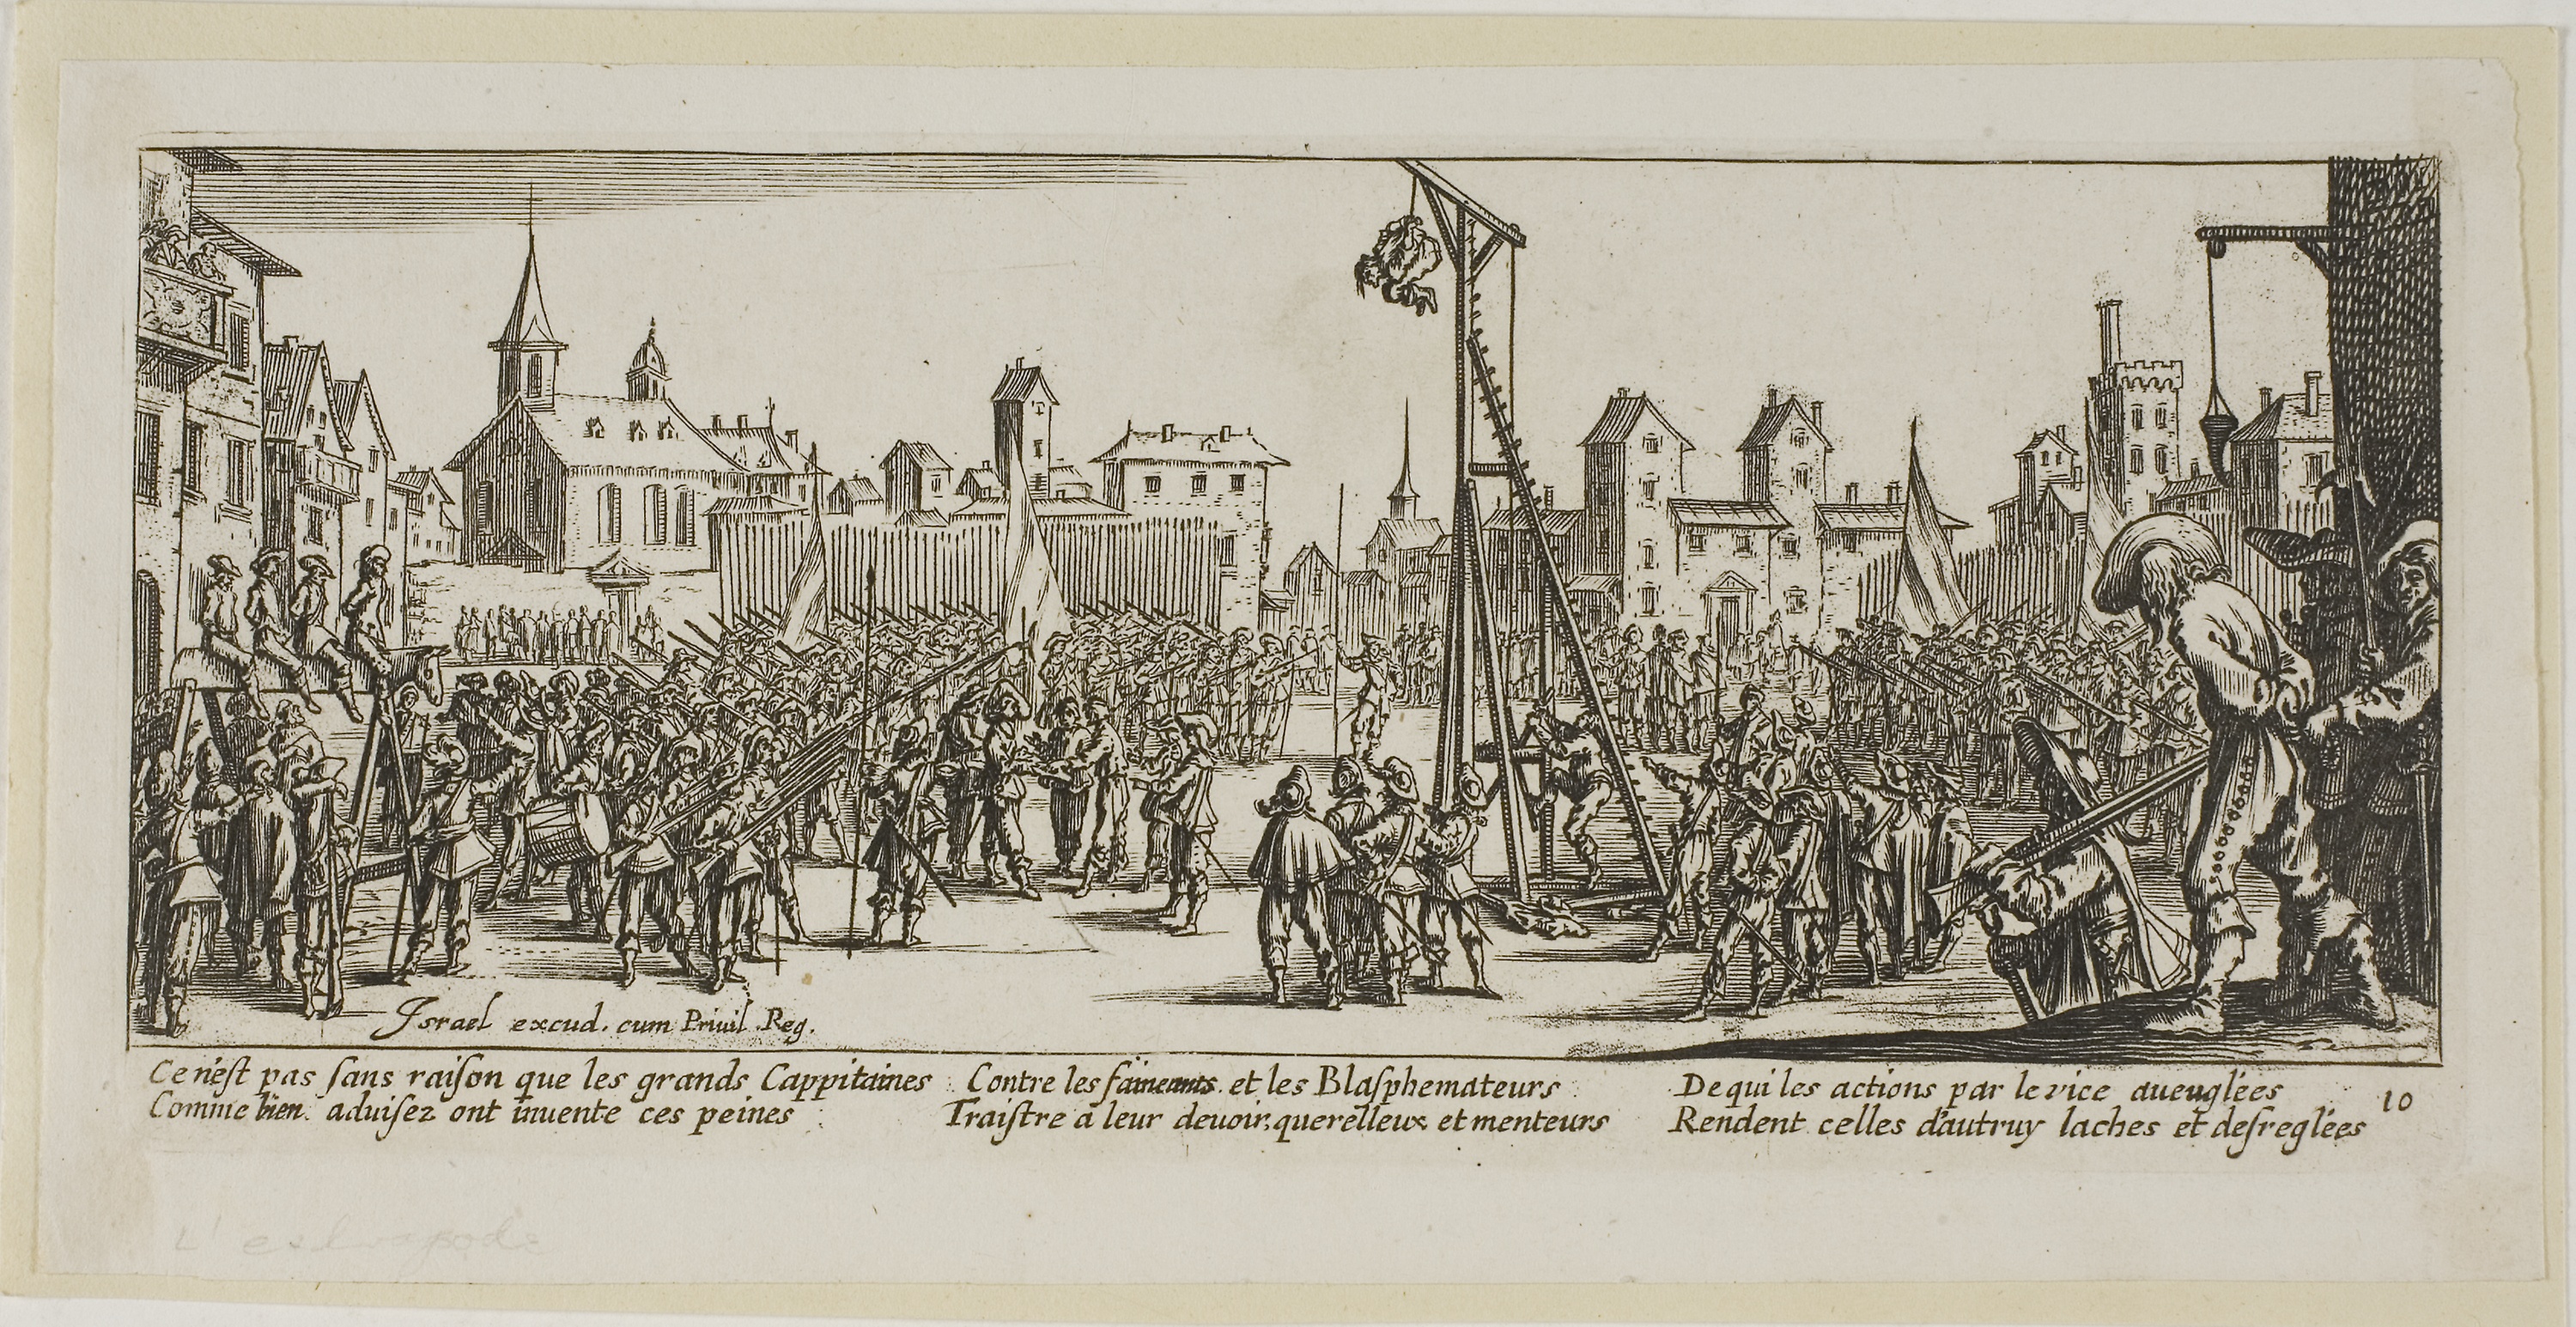 Israel excud. cum Priuil. Reg.
Ce n'eſt pas ſans raiſon que les grands Cappitaines
Comme bien aduiſez ont inuente ces peines
Contre les faineants et les Blaſphemateurs
Traiſtre a leur deuoir, querelleux et menteurs
De qui les actions par le vice aueuglées
Rendent celles d'autruy laches et deſreglées
10
L'estrapade